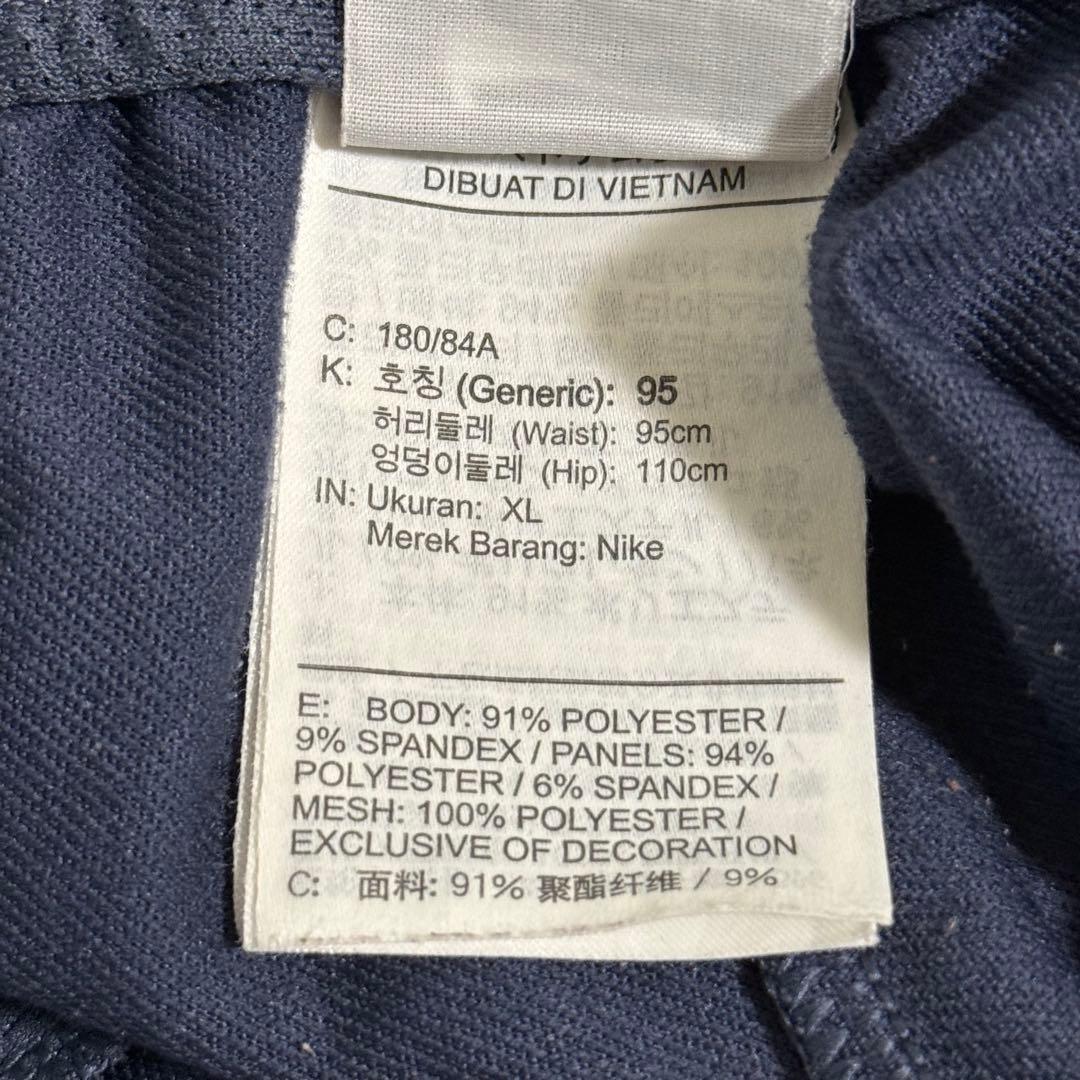 DIBUAT DI VIETNAM
C: 180/84A
K: 호칭 (Generic): 95
허리둘레 (Waist): 95cm
엉덩이둘레 (Hip): 110cm
IN: Ukuran: XL
Merek Barang: Nike
E: BODY: 91% POLYESTER /
9% SPANDEX / PANELS: 94%
POLYESTER / 6% SPANDEX /
MESH: 100% POLYESTER /
EXCLUSIVE OF DECORATION
C: 面料: 91% 聚酯纤维 / 9%